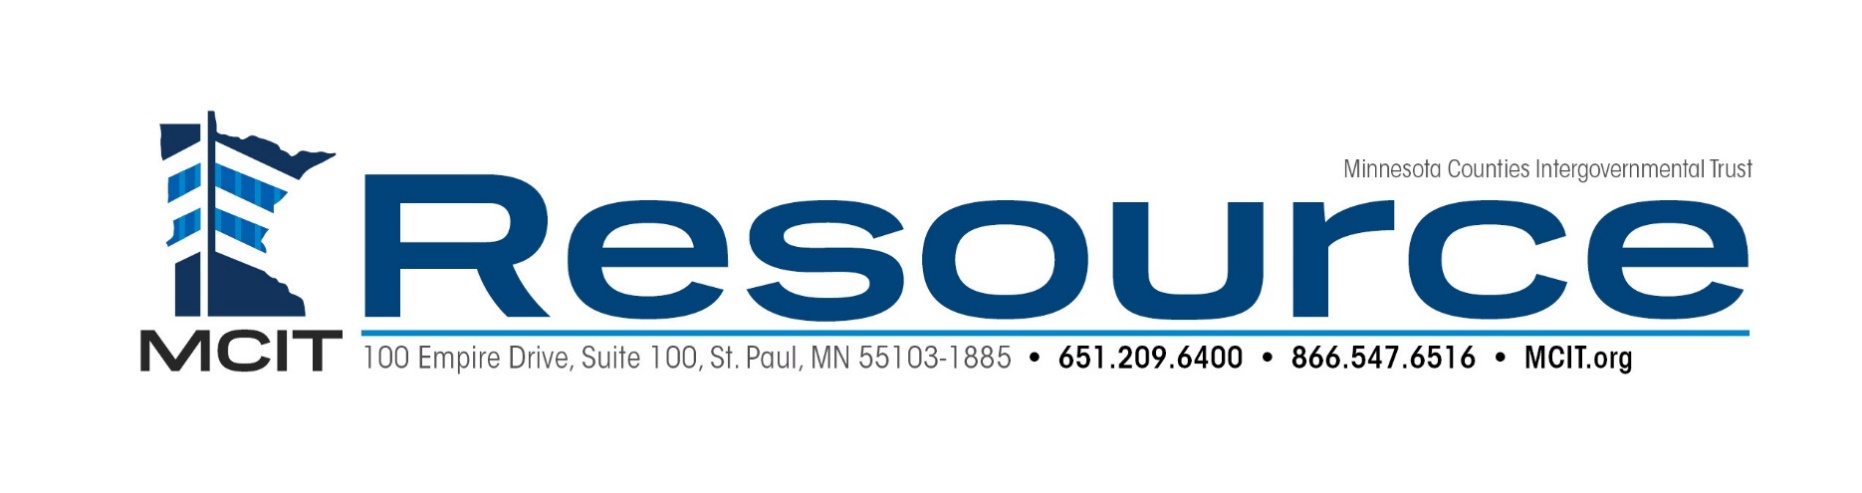 Minnesota Counties Intergovernmental Trust
Resource
MCIT
100 Empire Drive, Suite 100, St. Paul, MN 55103-1885 • 651.209.6400 • 866.547.6516 • MCIT.org